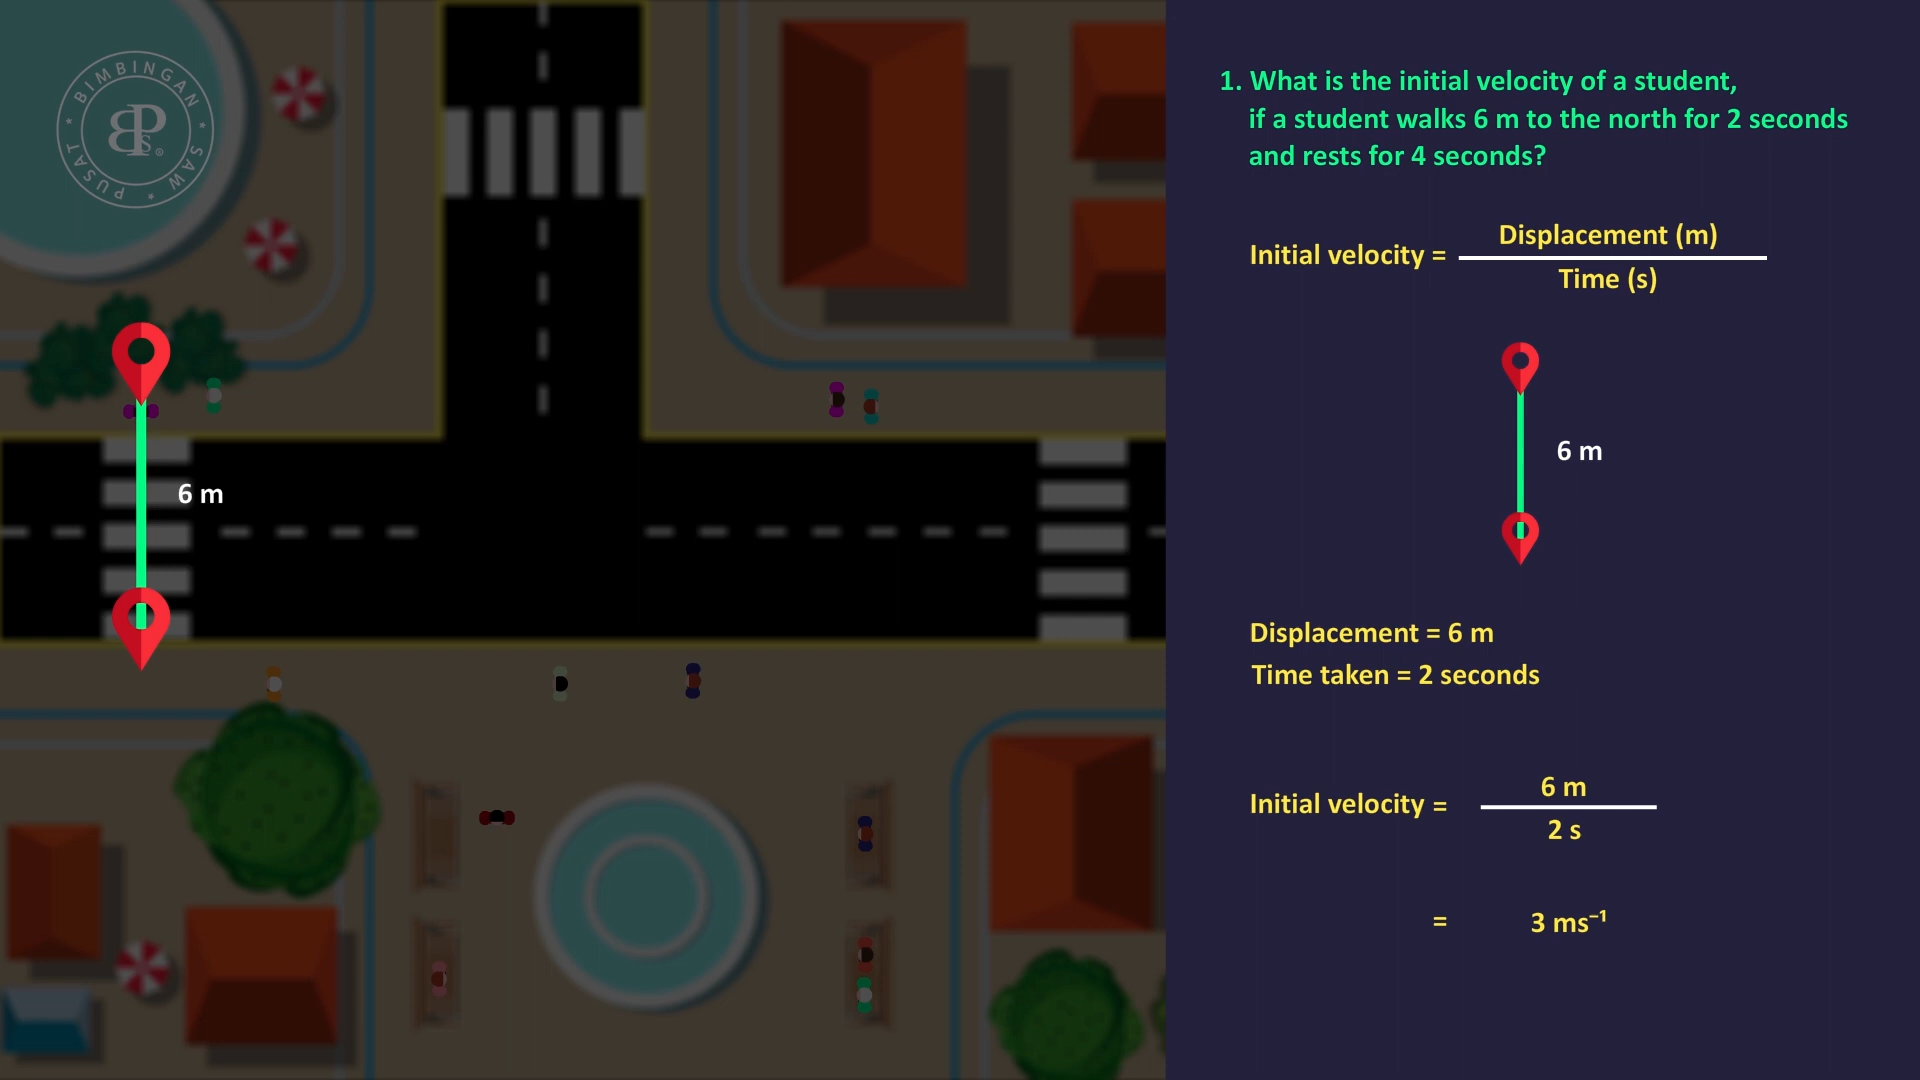 PUSAT * BIMBINGAN * SAW *
BPs®
6 m
1. What is the initial velocity of a student,
if a student walks 6 m to the north for 2 seconds
and rests for 4 seconds?
Initial velocity = Displacement (m)
Time (s)
6 m
Displacement = 6 m
Time taken = 2 seconds
Initial velocity = 6 m
2 s
= 3 ms⁻¹